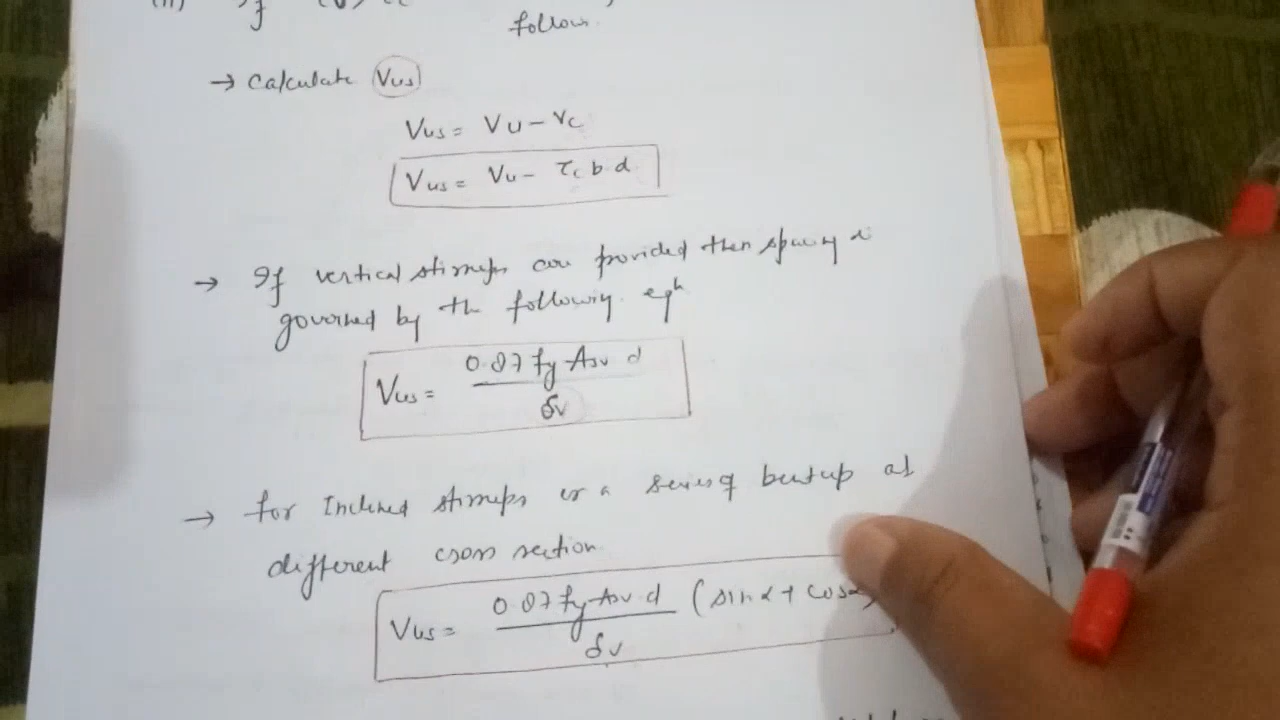 follow.
→ Calculate Vus
Vus = Vu - Vc
Vus = Vu - τc b d
→ If vertical stirrups are provided then spacing is
governed by the following eqn
Vus = 0.87 fy Asv d / Sv
→ for Inclined stirrups or a series of bentup at
different cross section.
Vus = 0.87 fy Asv d / Sv (sinα + cosα)